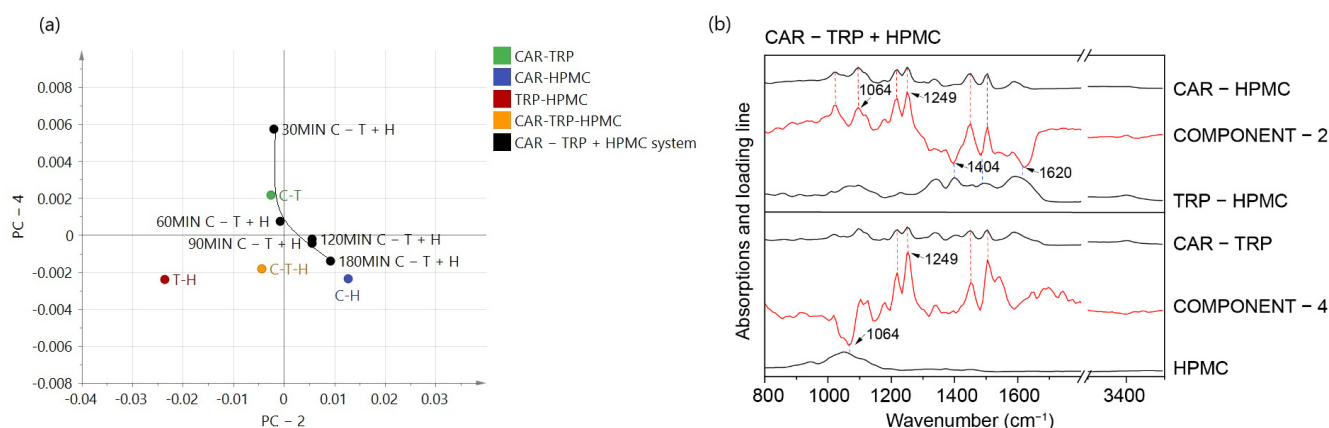 (a)
CAR-TRP
CAR-HPMC
TRP-HPMC
CAR-TRP-HPMC
CAR − TRP + HPMC system
0.008
0.006
0.004
0.002
0
-0.002
-0.004
-0.006
-0.008
PC − 4
30MIN C − T + H
C-T
60MIN C − T + H
120MIN C − T + H
90MIN C − T + H
180MIN C − T + H
T-H
C-T-H
C-H
-0.04
-0.03
-0.02
-0.01
0
0.01
0.02
0.03
PC − 2
(b)
CAR − TRP + HPMC
Absorptions and loading line
1064
1249
1404
1620
CAR − HPMC
COMPONENT − 2
TRP − HPMC
CAR − TRP
1249
COMPONENT − 4
1064
HPMC
800
1000
1200
1400
1600
3400
Wavenumber (cm⁻¹)